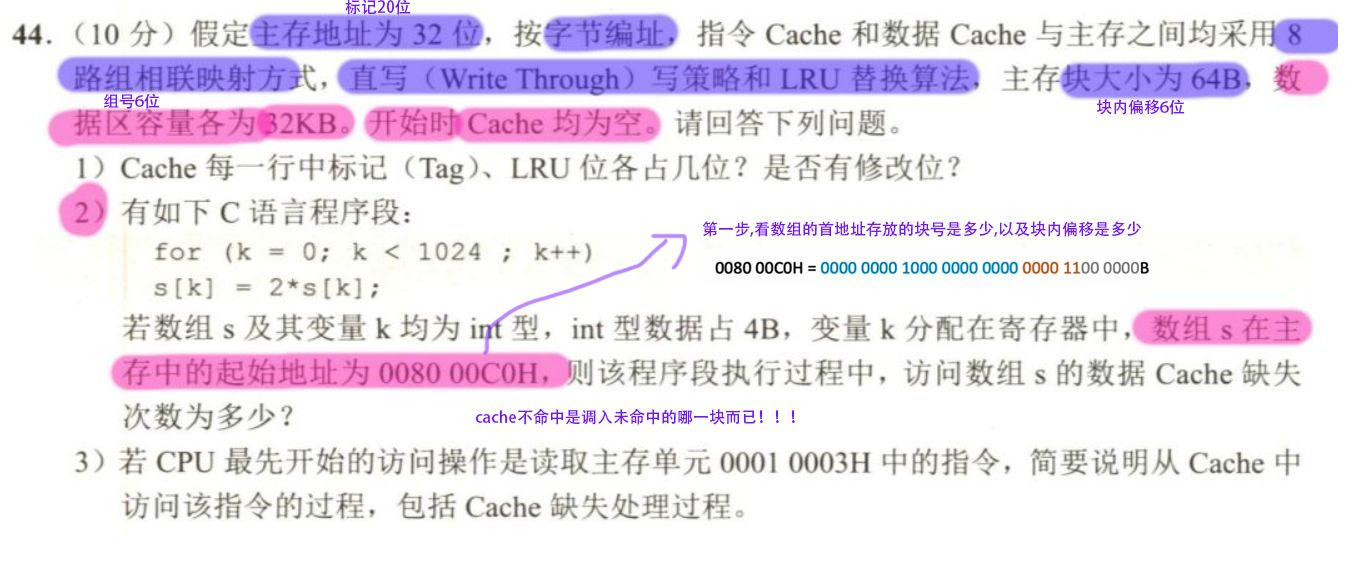 标记20位
44.（10 分）假定主存地址为 32 位，按字节编址，指令 Cache 和数据 Cache 与主存之间均采用 8
路组相联映射方式，直写（Write Through）写策略和 LRU 替换算法，主存块大小为 64B，数
组号6位
块内偏移6位
据区容量各为 32KB。开始时 Cache 均为空。请回答下列问题。
1）Cache 每一行中标记（Tag）、LRU 位各占几位？是否有修改位？
2）有如下 C 语言程序段：
第一步,看数组的首地址存放的块号是多少,以及块内偏移是多少
for (k = 0; k < 1024 ; k++)
0080 00C0H = 0000 0000 1000 0000 0000 0000 1100 0000B
s[k] = 2*s[k];
若数组 s 及其变量 k 均为 int 型，int 型数据占 4B，变量 k 分配在寄存器中，数组 s 在主
存中的起始地址为 0080 00C0H，则该程序段执行过程中，访问数组 s 的数据 Cache 缺失
次数为多少？
cache不命中是调入未命中的哪一块而已！！！
3）若 CPU 最先开始的访问操作是读取主存单元 0001 0003H 中的指令，简要说明从 Cache 中
访问该指令的过程，包括 Cache 缺失处理过程。